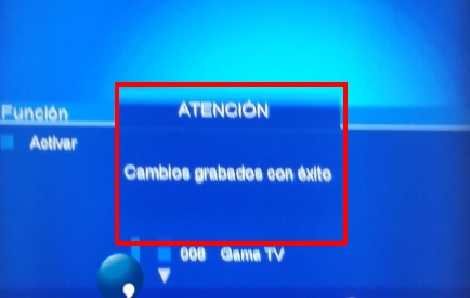 ATENCIÓN
Función
Activar
Cambios grabados con éxito
008 Gama TV